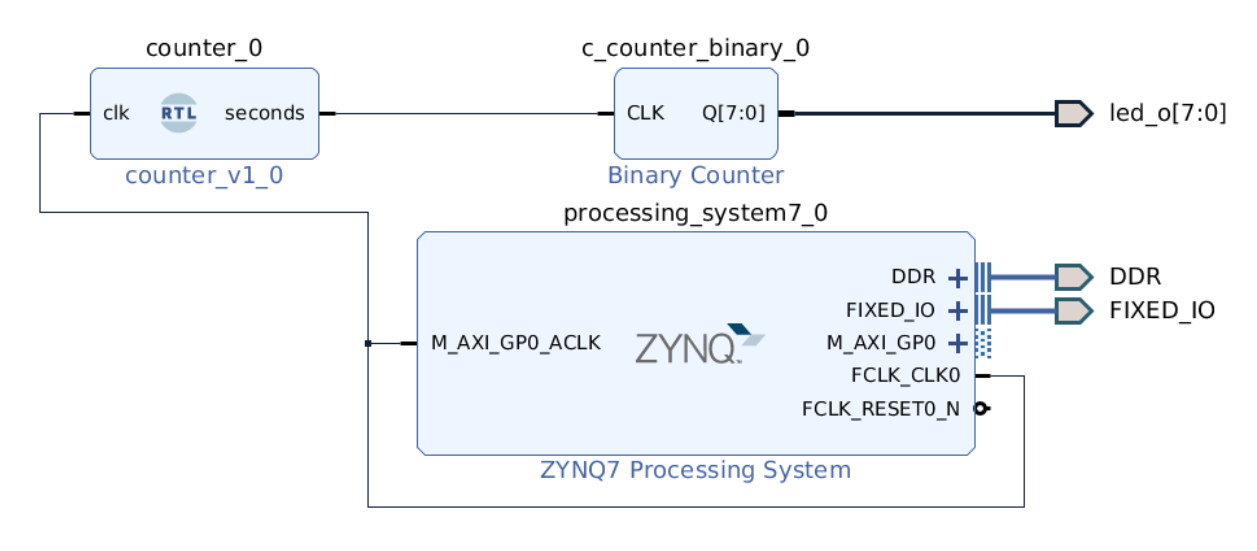 counter_0
clk RTL seconds
counter_v1_0
c_counter_binary_0
CLK Q[7:0]
Binary Counter
led_o[7:0]
processing_system7_0
M_AXI_GP0_ACLK
ZYNQ
DDR
FIXED_IO
M_AXI_GP0
FCLK_CLK0
FCLK_RESET0_N
ZYNQ7 Processing System
DDR
FIXED_IO